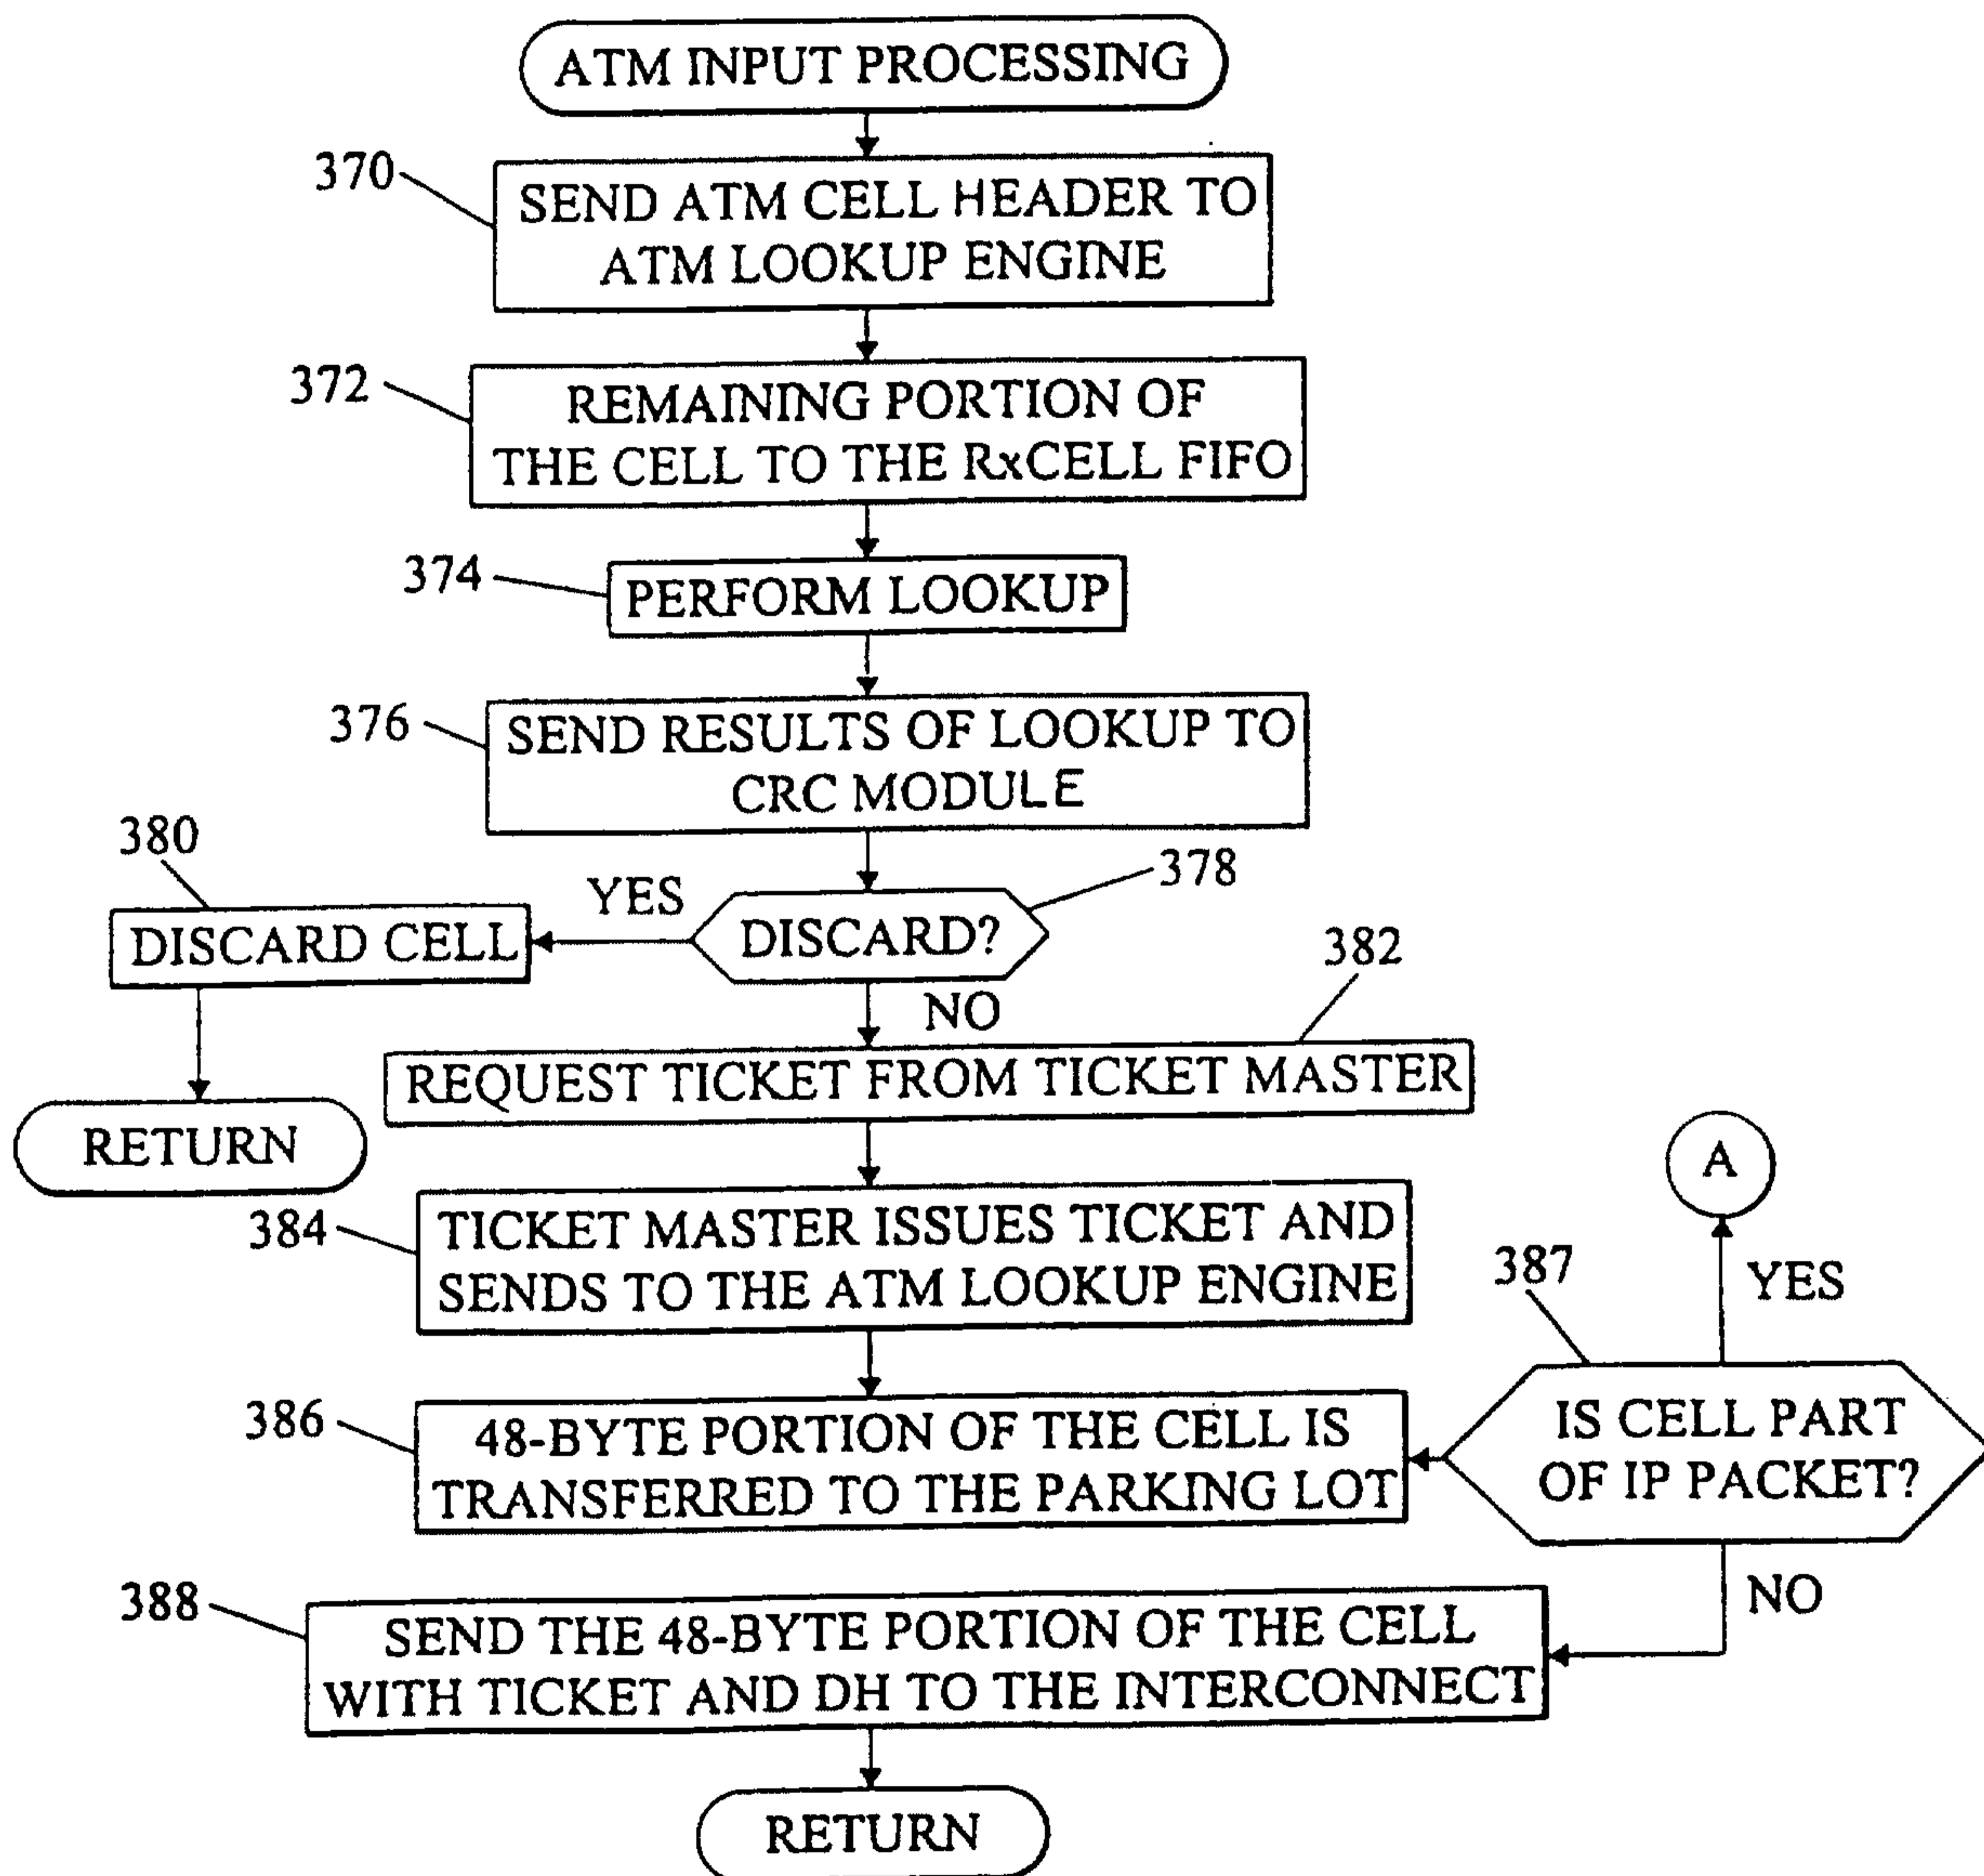 ATM INPUT PROCESSING
370
SEND ATM CELL HEADER TO
ATM LOOKUP ENGINE
372
REMAINING PORTION OF
THE CELL TO THE RxCELL FIFO
374
PERFORM LOOKUP
376
SEND RESULTS OF LOOKUP TO
CRC MODULE
380
378
YES
DISCARD CELL
DISCARD?
382
NO
REQUEST TICKET FROM TICKET MASTER
RETURN
A
384
TICKET MASTER ISSUES TICKET AND
SENDS TO THE ATM LOOKUP ENGINE
387
YES
386
48-BYTE PORTION OF THE CELL IS
TRANSFERRED TO THE PARKING LOT
IS CELL PART
OF IP PACKET?
388
NO
SEND THE 48-BYTE PORTION OF THE CELL
WITH TICKET AND DH TO THE INTERCONNECT
RETURN